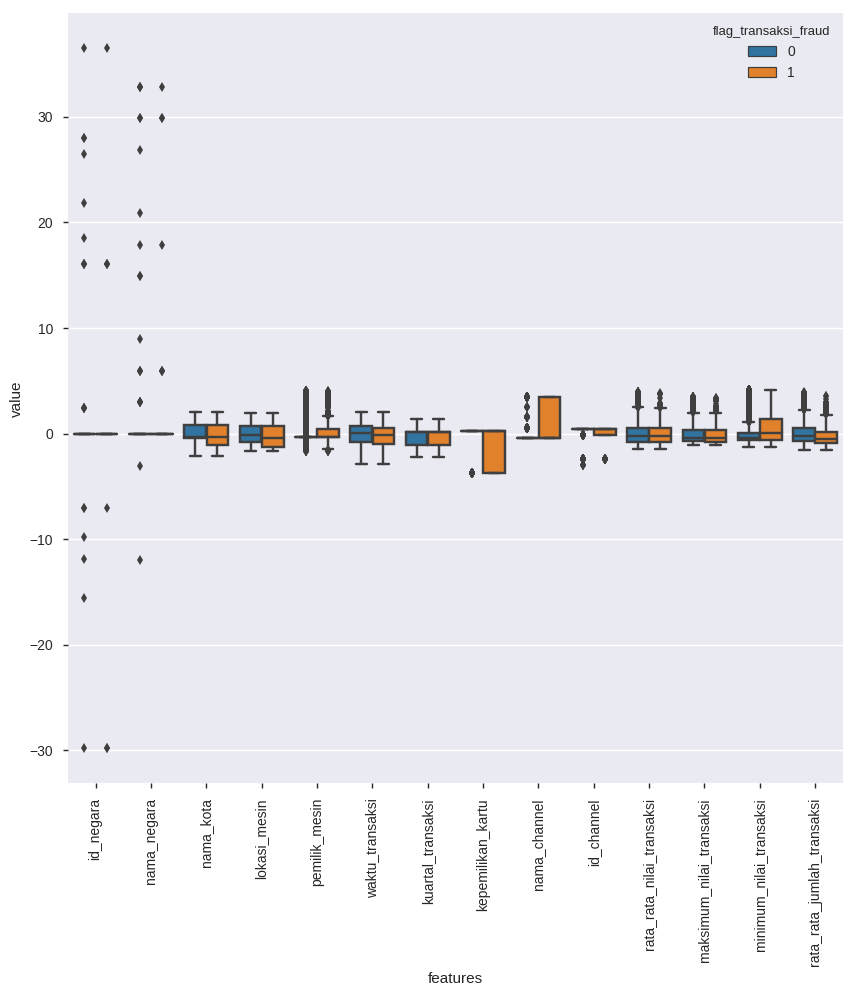 flag_transaksi_fraud
0
1
30
20
10
0
−10
−20
−30
value
id_negara
nama_negara
nama_kota
lokasi_mesin
pemilik_mesin
waktu_transaksi
kuartal_transaksi
kepemilikan_kartu
nama_channel
id_channel
rata_rata_nilai_transaksi
maksimum_nilai_transaksi
minimum_nilai_transaksi
rata_rata_jumlah_transaksi
features